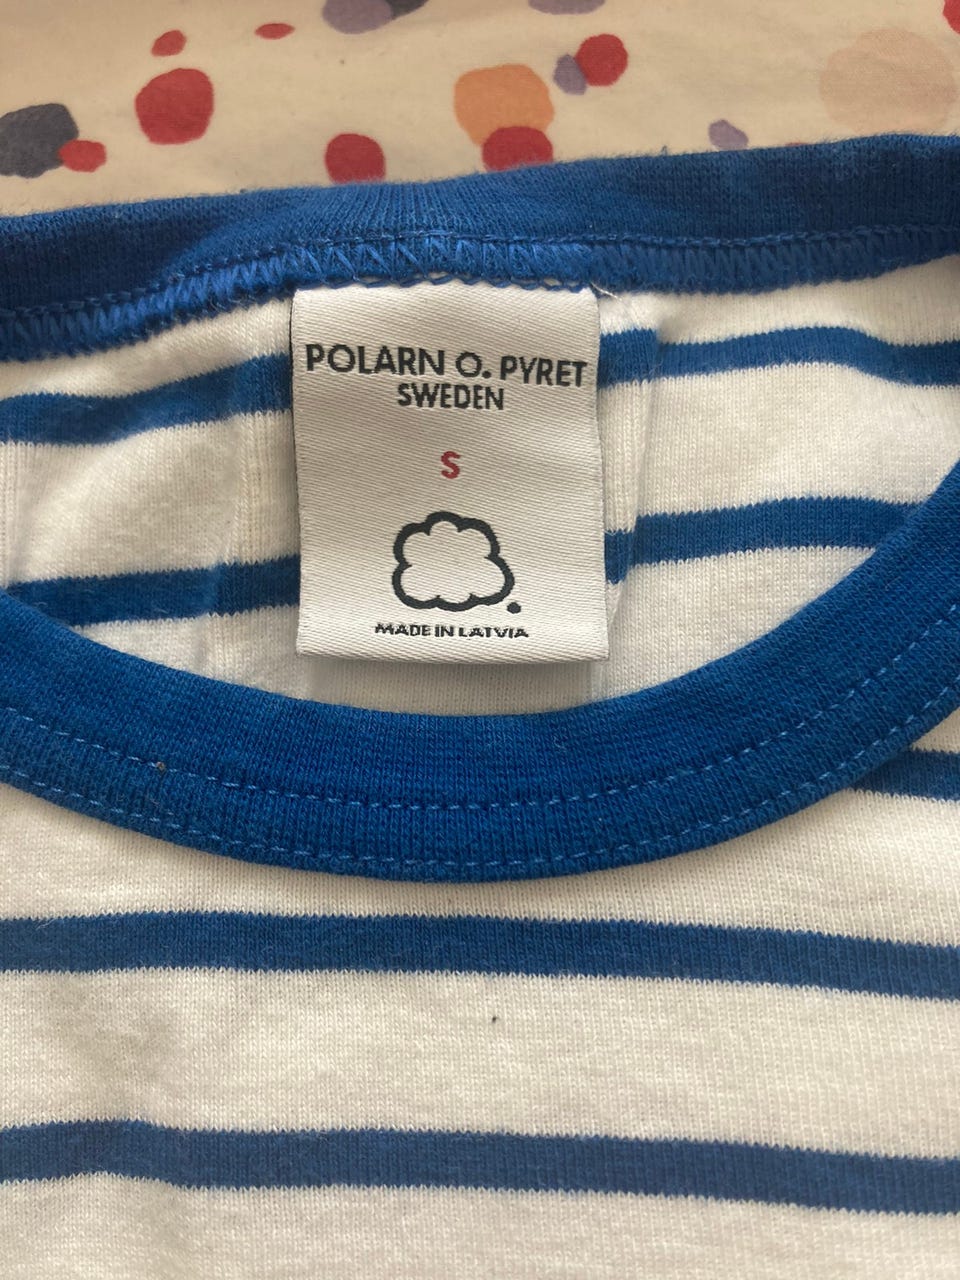 POLARN O. PYRET
SWEDEN
S
MADE IN LATVIA